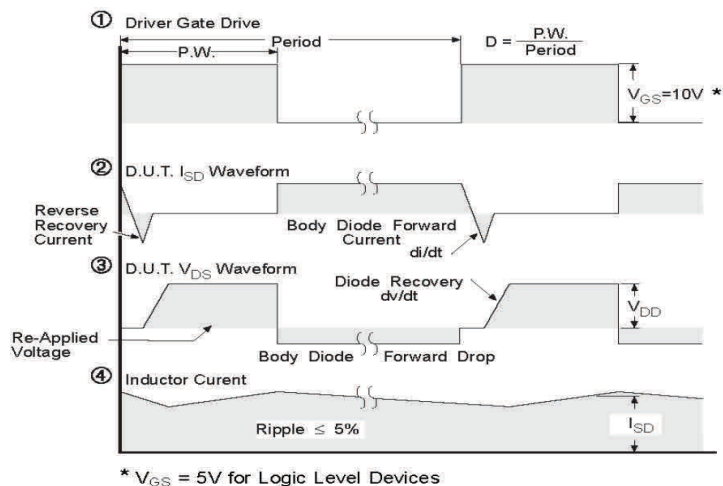 ① Driver Gate Drive
P.W.
Period
D = P.W. / Period
VGS=10V *
② D.U.T. ISD Waveform
Reverse
Recovery
Current
Body Diode Forward
Current
di/dt
③ D.U.T. VDS Waveform
Diode Recovery
dv/dt
VDD
Re-Applied
Voltage
Body Diode Forward Drop
④ Inductor Curent
Ripple ≤ 5%
ISD
* VGS = 5V for Logic Level Devices